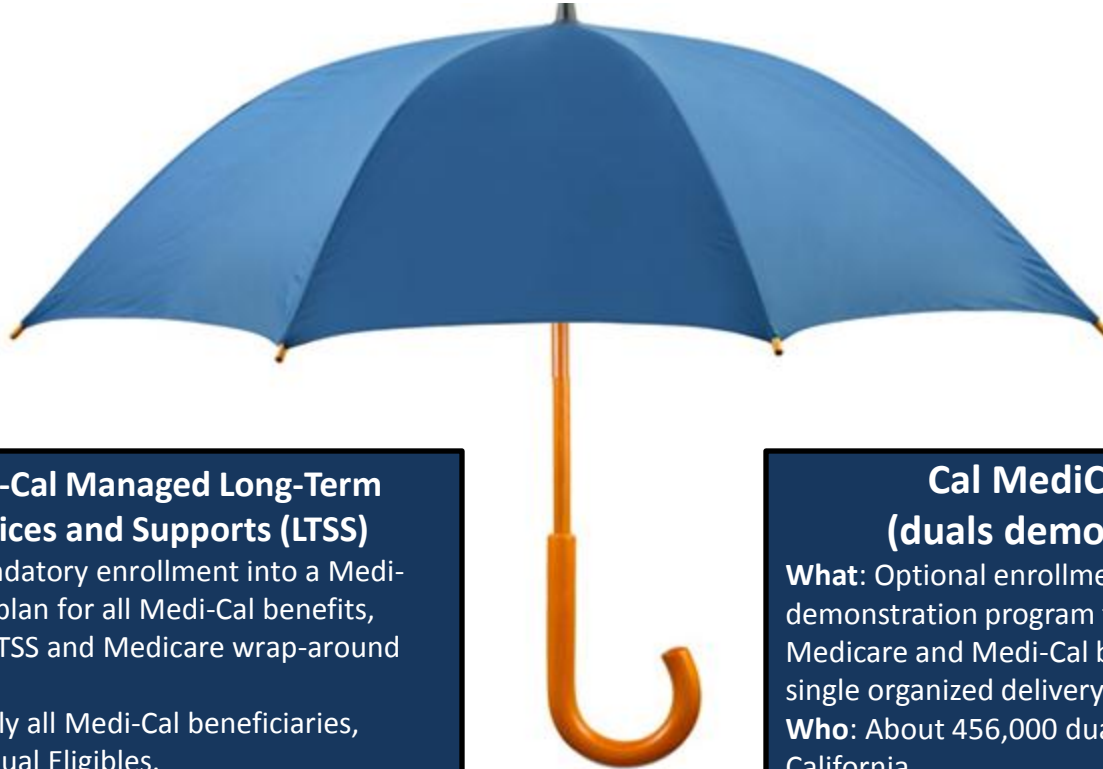 -Cal Managed Long-Term
ices and Supports (LTSS)
ndatory enrollment into a Medi-
plan for all Medi-Cal benefits,
TSS and Medicare wrap-around
ly all Medi-Cal beneficiaries,
ual Eligibles.
Cal MediC
(duals demo
What: Optional enrollme
demonstration program
Medicare and Medi-Cal b
single organized delivery
Who: About 456,000 dua
California